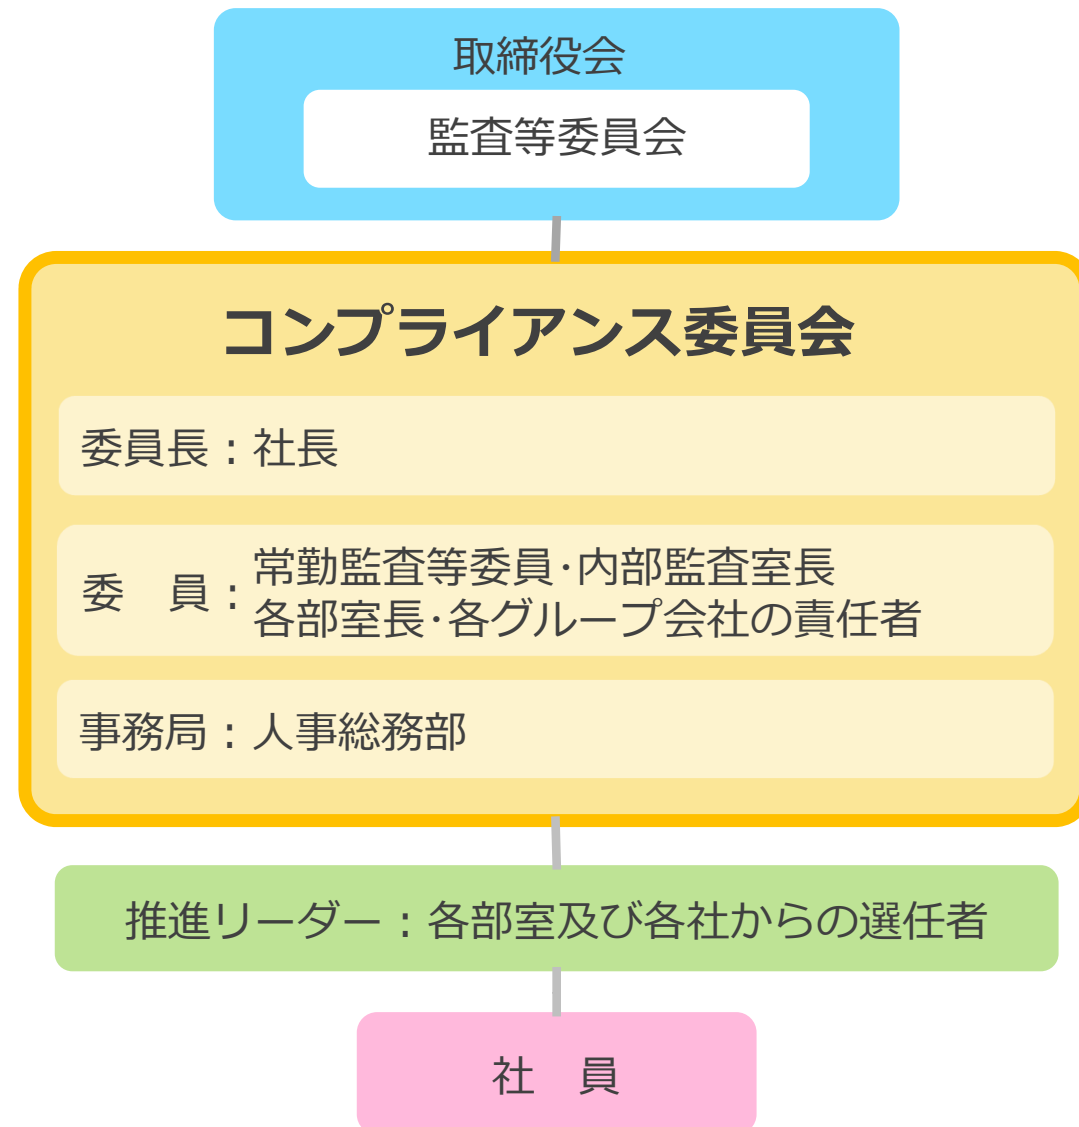 取締役会
監査等委員会
コンプライアンス委員会
委員長：社長
委　員：常勤監査等委員・内部監査室長
各部室長・各グループ会社の責任者
事務局：人事総務部
推進リーダー：各部室及び各社からの選任者
社　員